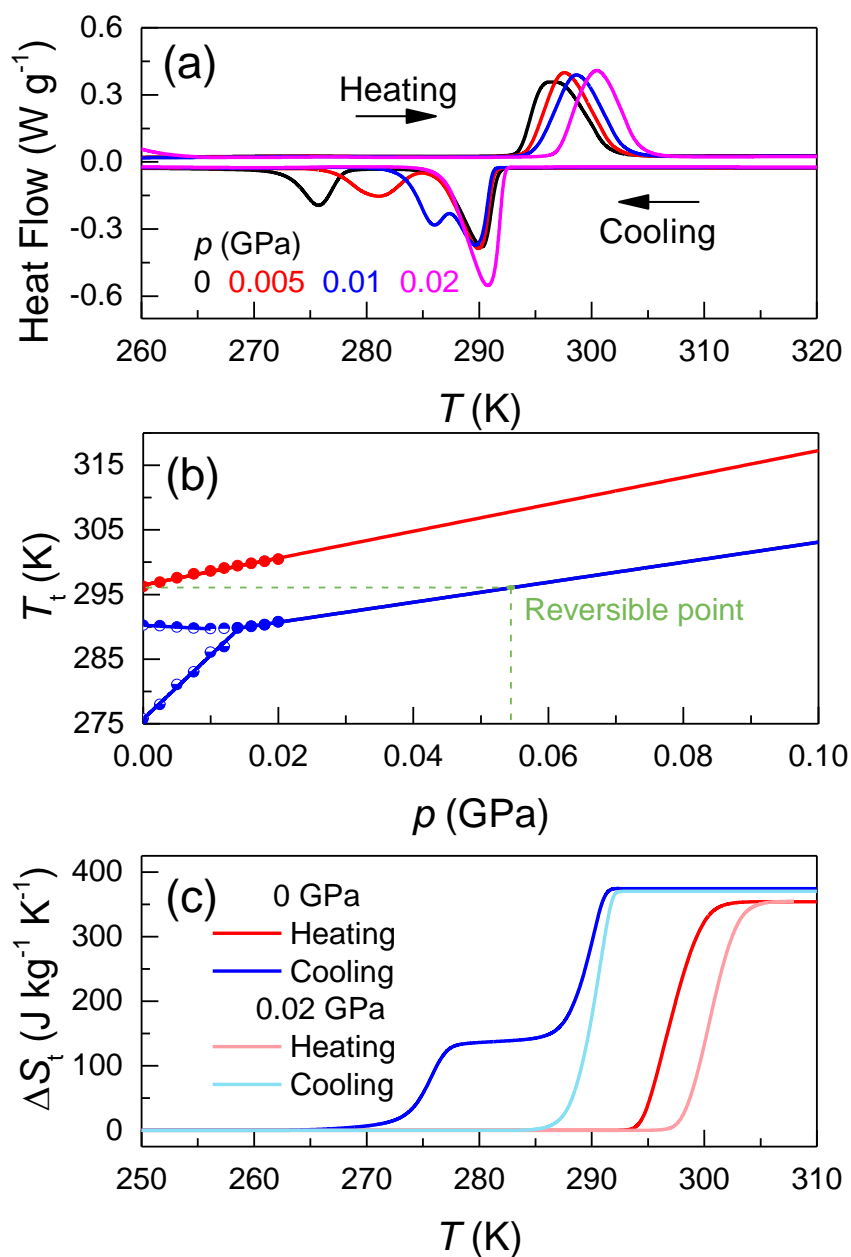 (a)
Heat Flow (W g⁻¹)
0.6
0.3
0.0
-0.3
-0.6
Heating
Cooling
p (GPa)
0 0.005 0.01 0.02
260 270 280 290 300 310 320
T (K)
(b)
Tₜ (K)
315
305
295
285
275
Reversible point
0.00 0.02 0.04 0.06 0.08 0.10
p (GPa)
(c)
ΔSₜ (J kg⁻¹ K⁻¹)
400
300
200
100
0
0 GPa
Heating
Cooling
0.02 GPa
Heating
Cooling
250 260 270 280 290 300 310
T (K)